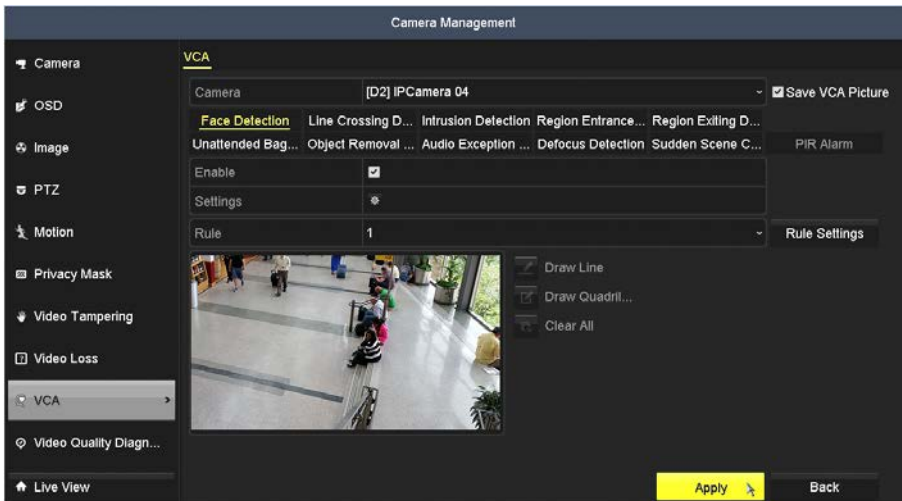 Camera Management
Camera
OSD
Image
PTZ
Motion
Privacy Mask
Video Tampering
Video Loss
VCA
Video Quality Diagn...
Live View
VCA
Camera [D2] IPCamera 04 Save VCA Picture
Face Detection Line Crossing D... Intrusion Detection Region Entrance... Region Exiting D...
Unattended Bag... Object Removal ... Audio Exception ... Defocus Detection Sudden Scene C... PIR Alarm
Enable
Settings
Rule 1 Rule Settings
Draw Line
Draw Quadril...
Clear All
Apply Back